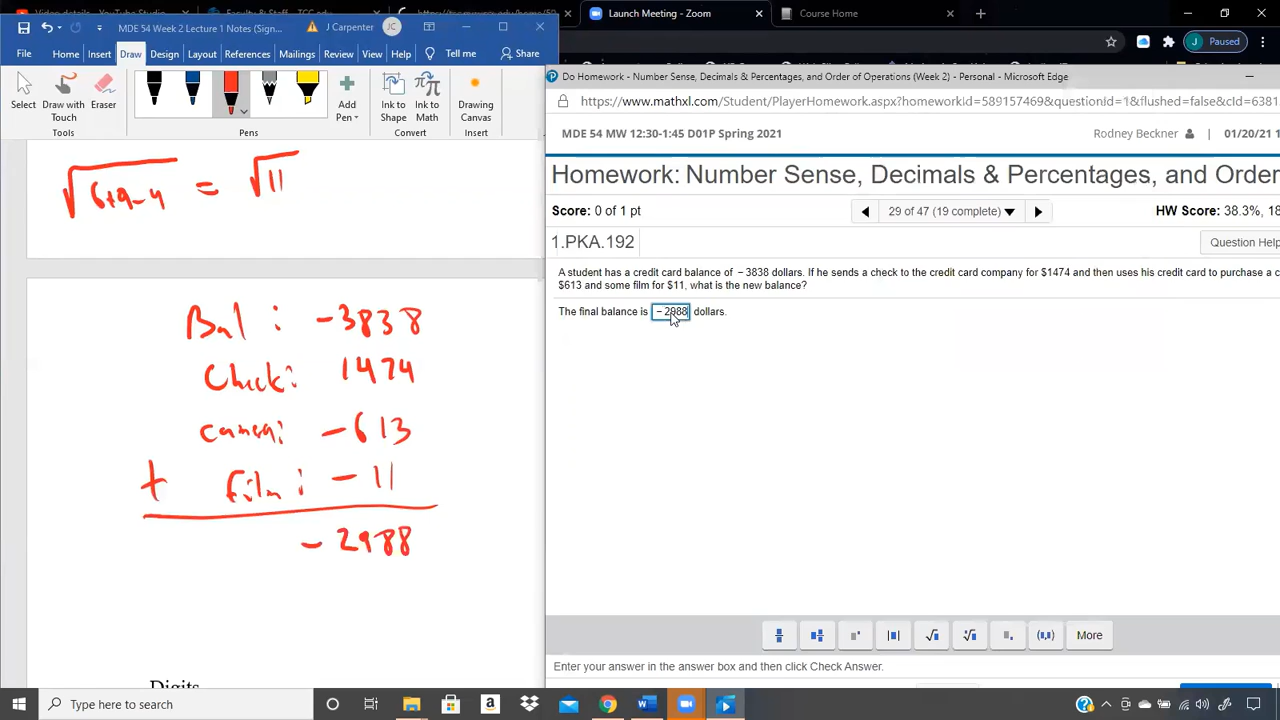 Launch Meeting - Zoom
Course Home
MDE 54 Week 2 Lecture 1 Notes (Sign...
J Carpenter
JC
File
Home
Insert
Draw
Design
Layout
References
Mailings
Review
View
Help
Tell me
Share
Select
Draw with
Touch
Eraser
Add
Pen
Ink to
Shape
Ink to
Math
Drawing
Canvas
Tools
Pens
Convert
Insert
√6+9-4 = √11
Bal : -3838
Check: 1474
camera: -613
+ film: -11
-2988
Digits
J
Paused
Do Homework - Number Sense, Decimals & Percentages, and Order of Operations (Week 2) - Personal - Microsoft Edge
https://www.mathxl.com/Student/PlayerHomework.aspx?homeworkId=589157469&questionId=1&flushed=false&cId=6381
MDE 54 MW 12:30-1:45 D01P Spring 2021
Rodney Beckner
01/20/21
Homework: Number Sense, Decimals & Percentages, and Order
Score: 0 of 1 pt
29 of 47 (19 complete)
HW Score: 38.3%, 18
1.PKA.192
Question Help
A student has a credit card balance of −3838 dollars. If he sends a check to the credit card company for $1474 and then uses his credit card to purchase a c
$613 and some film for $11, what is the new balance?
The final balance is −2988 dollars.
More
Enter your answer in the answer box and then click Check Answer.
Type here to search